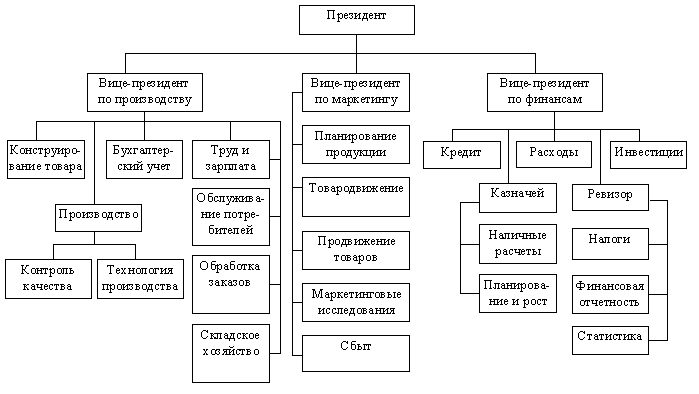 Президент
Вице-президент
по производству
Вице-президент
по маркетингу
Вице-президент
по финансам
Конструиро-
вание товара
Бухгалтер-
ский учет
Труд и
зарплата
Планирование
продукции
Кредит
Расходы
Инвестиции
Производство
Обслужива-
ние потре-
бителей
Товародвижение
Казначей
Ревизор
Контроль
качества
Технология
производства
Обработка
заказов
Продвижение
товаров
Наличные
расчеты
Налоги
Маркетинговые
исследования
Планирова-
ние и рост
Финансовая
отчетность
Складское
хозяйство
Сбыт
Статистика